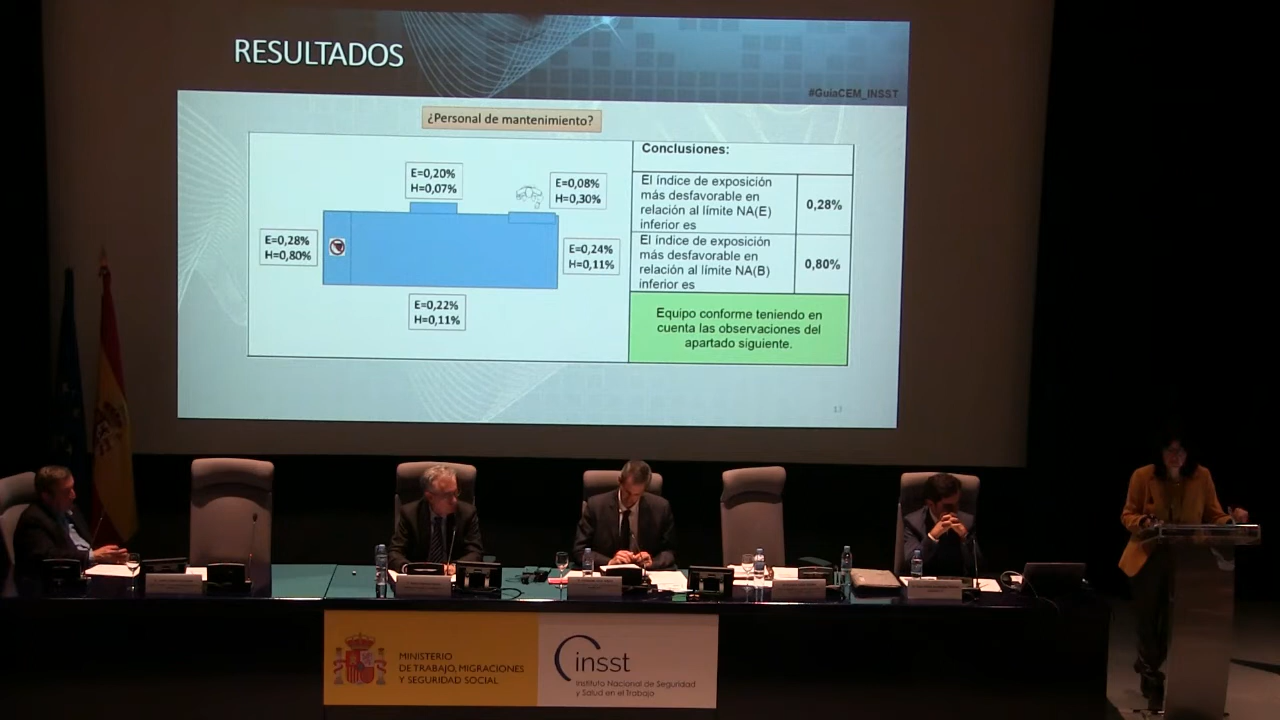 RESULTADOS
#GuiaCEM_INSST
¿Personal de mantenimiento?
E=0,20%
H=0,07%
E=0,08%
H=0,30%
E=0,28%
H=0,80%
E=0,24%
H=0,11%
E=0,22%
H=0,11%
Conclusiones:
El índice de exposición
más desfavorable en
relación al límite NA(E)
inferior es
0,28%
El índice de exposición
más desfavorable en
relación al límite NA(B)
inferior es
0,80%
Equipo conforme teniendo en
cuenta las observaciones del
apartado siguiente.
13
MINISTERIO
DE TRABAJO, MIGRACIONES
Y SEGURIDAD SOCIAL
insst
Instituto Nacional de Seguridad
y Salud en el Trabajo